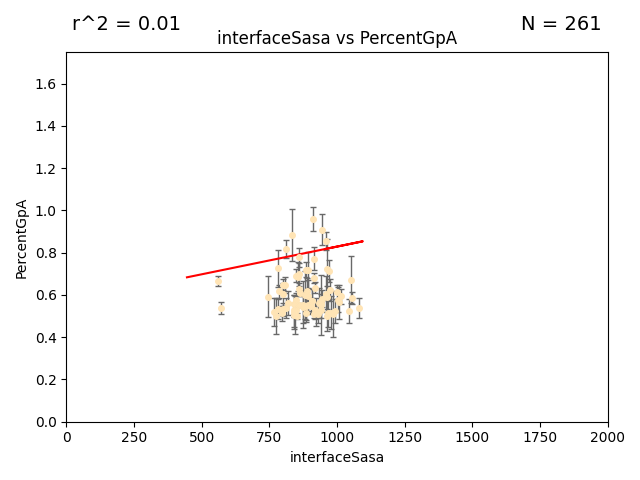 r^2 = 0.01
N = 261
interfaceSasa vs PercentGpA
PercentGpA
1.6
1.4
1.2
1.0
0.8
0.6
0.4
0.2
0.0
0 250 500 750 1000 1250 1500 1750 2000
interfaceSasa